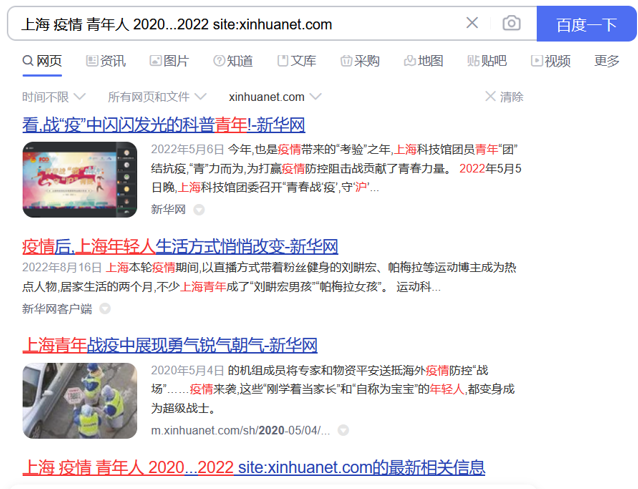 上海 疫情 青年人 2020...2022 site:xinhuanet.com
百度一下
网页 资讯 图片 知道 文库 采购 地图 贴吧 视频 更多
时间不限 所有网页和文件 xinhuanet.com 清除
看.战“疫”中闪闪发光的科普青年!-新华网
2022年5月6日 今年,也是疫情带来的“考验”之年,上海科技馆团员青年“团”
结抗疫,“青”力而为,为打赢疫情防控阻击战贡献了青春力量。 2022年5月5
日晚,上海科技馆团委召开“青春战‘疫’,守‘沪’...
新华网
疫情后.上海年轻人生活方式悄悄改变-新华网
2022年8月16日 上海本轮疫情期间,以直播方式带着粉丝健身的刘畊宏、帕梅拉等运动博主成为热
点人物,居家生活的两个月,不少上海青年成了“刘畊宏男孩”“帕梅拉女孩”。 运动科...
新华网客户端
上海青年战疫中展现勇气锐气朝气-新华网
2020年5月4日 的机组成员将专家和物资平安送抵海外疫情防控“战
场”……疫情来袭,这些“刚学着当家长”和“自称为宝宝”的年轻人,都变身成
为超级战士。
m.xinhuanet.com/sh/2020-05/04/...
上海 疫情 青年人 2020...2022 site:xinhuanet.com的最新相关信息